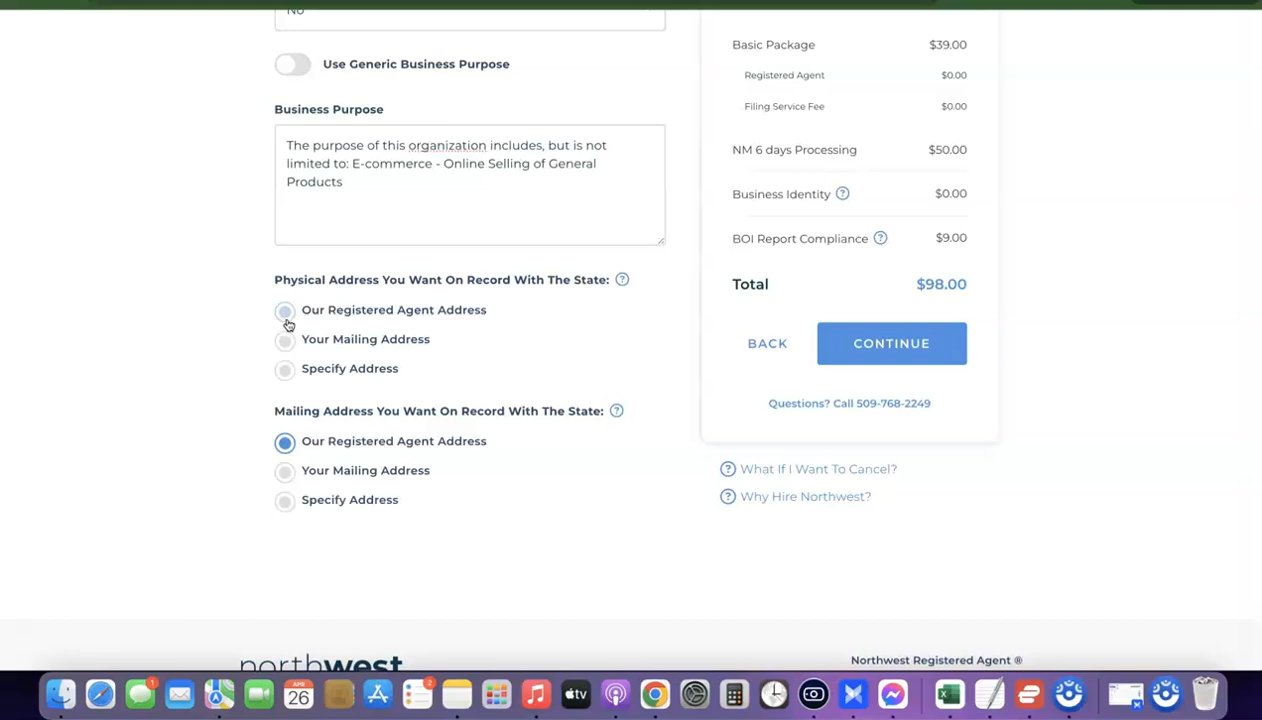 No
Use Generic Business Purpose
Business Purpose
The purpose of this organization includes, but is not
limited to: E-commerce - Online Selling of General
Products
Physical Address You Want On Record With The State: ?
Our Registered Agent Address
Your Mailing Address
Specify Address
Mailing Address You Want On Record With The State: ?
Our Registered Agent Address
Your Mailing Address
Specify Address
Basic Package $39.00
Registered Agent $0.00
Filing Service Fee $0.00
NM 6 days Processing $50.00
Business Identity ? $0.00
BOI Report Compliance ? $9.00
Total $98.00
BACK CONTINUE
Questions? Call 509-768-2249
? What If I Want To Cancel?
? Why Hire Northwest?
northwest
Northwest Registered Agent ®
1
APR
26
2
tv